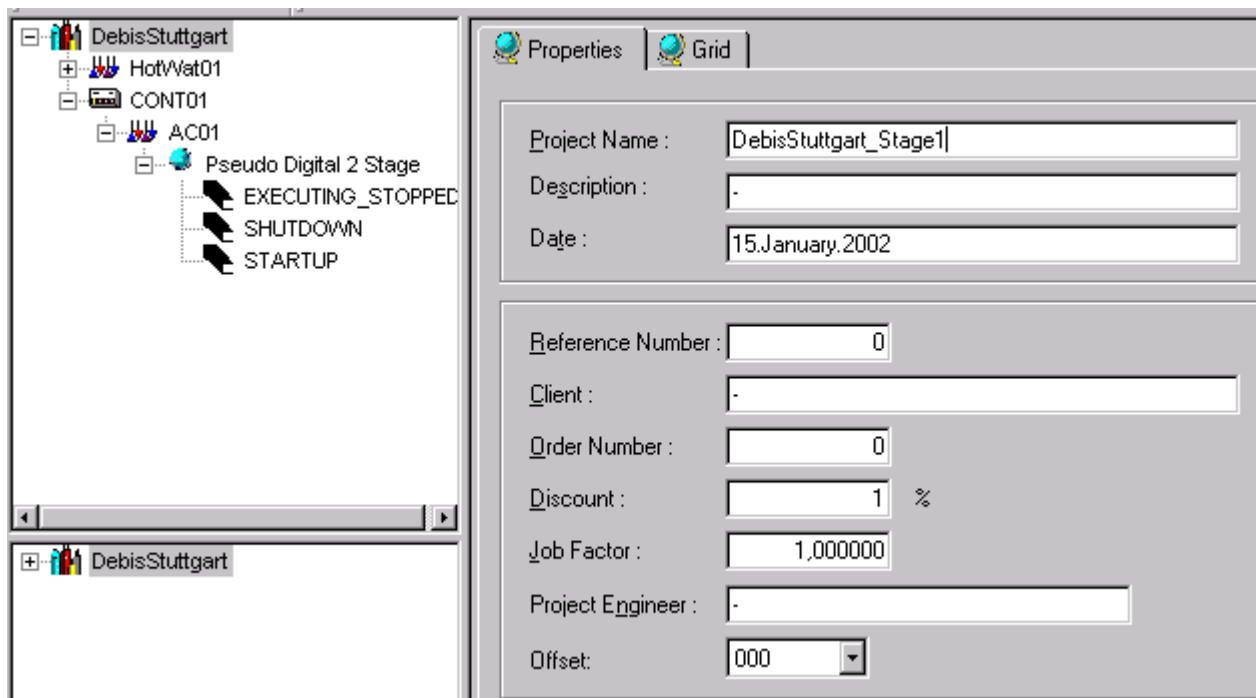 DebisStuttgart
HotWat01
CONT01
AC01
Pseudo Digital 2 Stage
EXECUTING_STOPPED
SHUTDOWN
STARTUP
DebisStuttgart
Properties
Grid
Project Name : DebisStuttgart_Stage1
Description : -
Date : 15.January.2002
Reference Number : 0
Client : -
Order Number : 0
Discount : 1 %
Job Factor : 1,000000
Project Engineer : -
Offset: 000